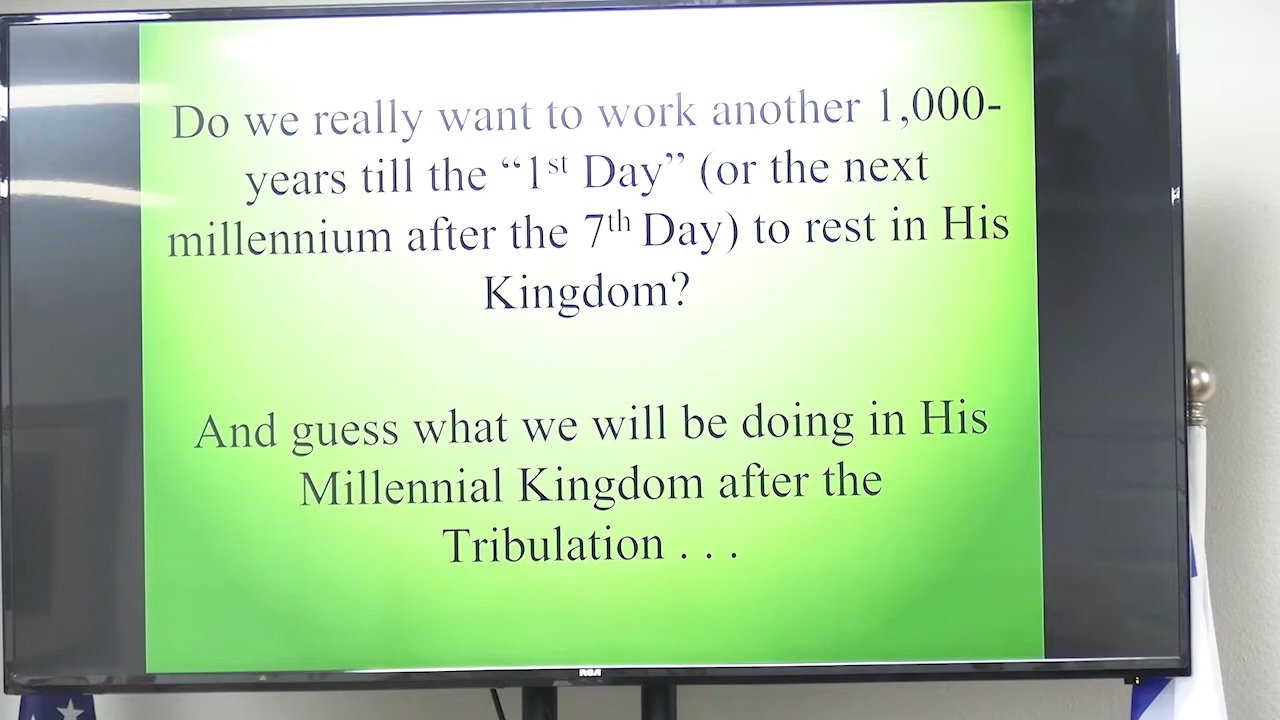 Do we really want to work another 1,000-
years till the “1st Day” (or the next
millennium after the 7th Day) to rest in His
Kingdom?
And guess what we will be doing in His
Millennial Kingdom after the
Tribulation . . .
RCA